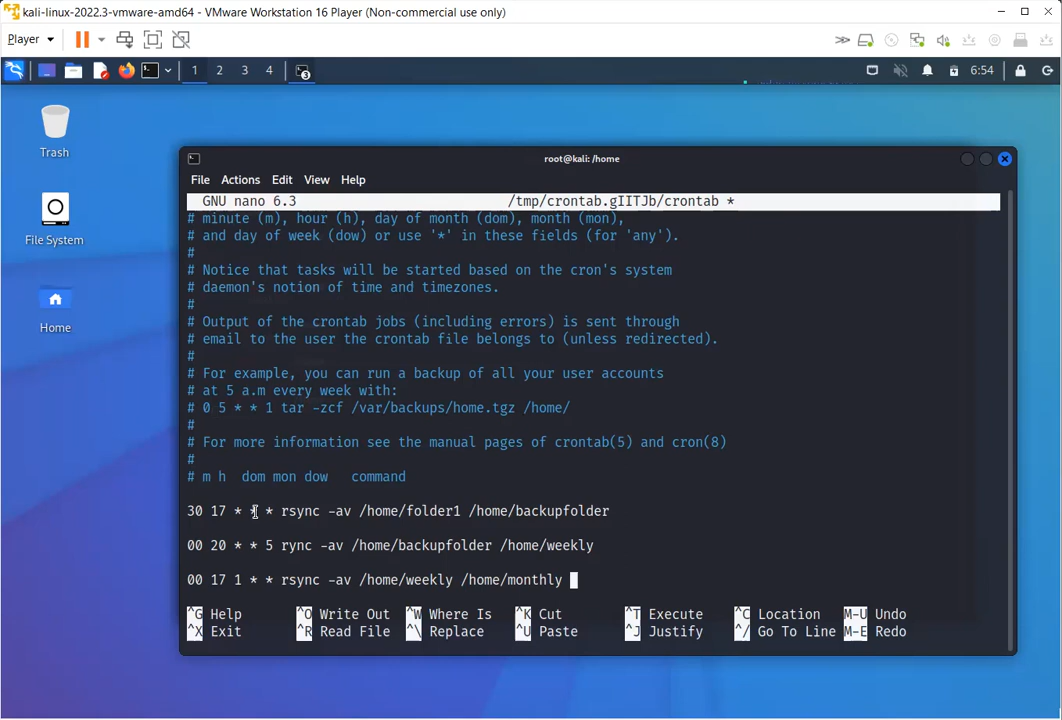 kali-linux-2022.3-vmware-amd64 - VMware Workstation 16 Player (Non-commercial use only)
Player
1 2 3 4 3 6:54
Trash
File System
Home
root@kali: /home
File Actions Edit View Help
GNU nano 6.3 /tmp/crontab.gIITJb/crontab *
# minute (m), hour (h), day of month (dom), month (mon),
# and day of week (dow) or use '*' in these fields (for 'any').
#
# Notice that tasks will be started based on the cron's system
# daemon's notion of time and timezones.
#
# Output of the crontab jobs (including errors) is sent through
# email to the user the crontab file belongs to (unless redirected).
#
# For example, you can run a backup of all your user accounts
# at 5 a.m every week with:
# 0 5 * * 1 tar -zcf /var/backups/home.tgz /home/
#
# For more information see the manual pages of crontab(5) and cron(8)
#
# m h dom mon dow command
30 17 * * * rsync -av /home/folder1 /home/backupfolder
00 20 * * 5 rync -av /home/backupfolder /home/weekly
00 17 1 * * rsync -av /home/weekly /home/monthly
^G Help ^O Write Out ^W Where Is ^K Cut ^T Execute ^C Location M-U Undo
^X Exit ^R Read File ^\ Replace ^U Paste ^J Justify ^/ Go To Line M-E Redo